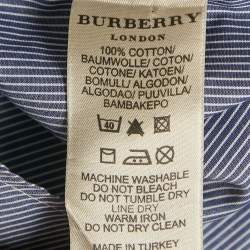 BURBERRY
LONDON
100% COTTON/
BAUMWOLLE/ COTON/
COTONE/ KATOEN/
BOMULL/ ALGODON/
ALGODAO/ PUUVILLA/
BAMBAKEPO
40
MACHINE WASHABLE
DO NOT BLEACH
DO NOT TUMBLE DRY
LINE DRY
WARM IRON
DO NOT DRY CLEAN
MADE IN TURKEY